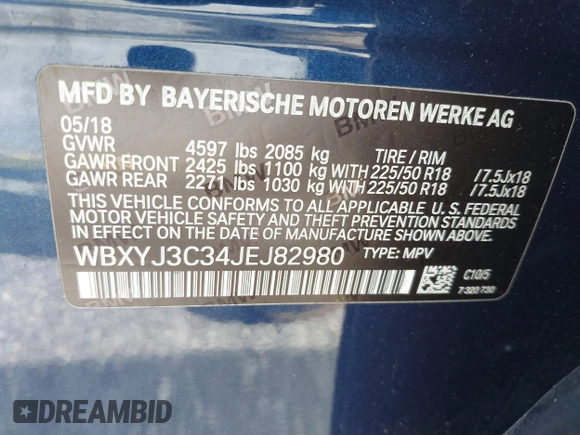 MFD BY BAYERISCHE MOTOREN WERKE AG
05/18
GVWR 4597 lbs 2085 kg TIRE / RIM
GAWR FRONT 2425 lbs 1100 kg WITH 225/50 R18 /7.5Jx18
GAWR REAR 2271 lbs 1030 kg WITH 225/50 R18 /7.5Jx18
THIS VEHICLE CONFORMS TO ALL APPLICABLE U. S. FEDERAL
MOTOR VEHICLE SAFETY AND THEFT PREVENTION STANDARDS
IN EFFECT ON THE DATE OF MANUFACTURE SHOWN ABOVE.
WBXYJ3C34JEJ82980 TYPE: MPV
C10/5
7 320 730
DREAMBID